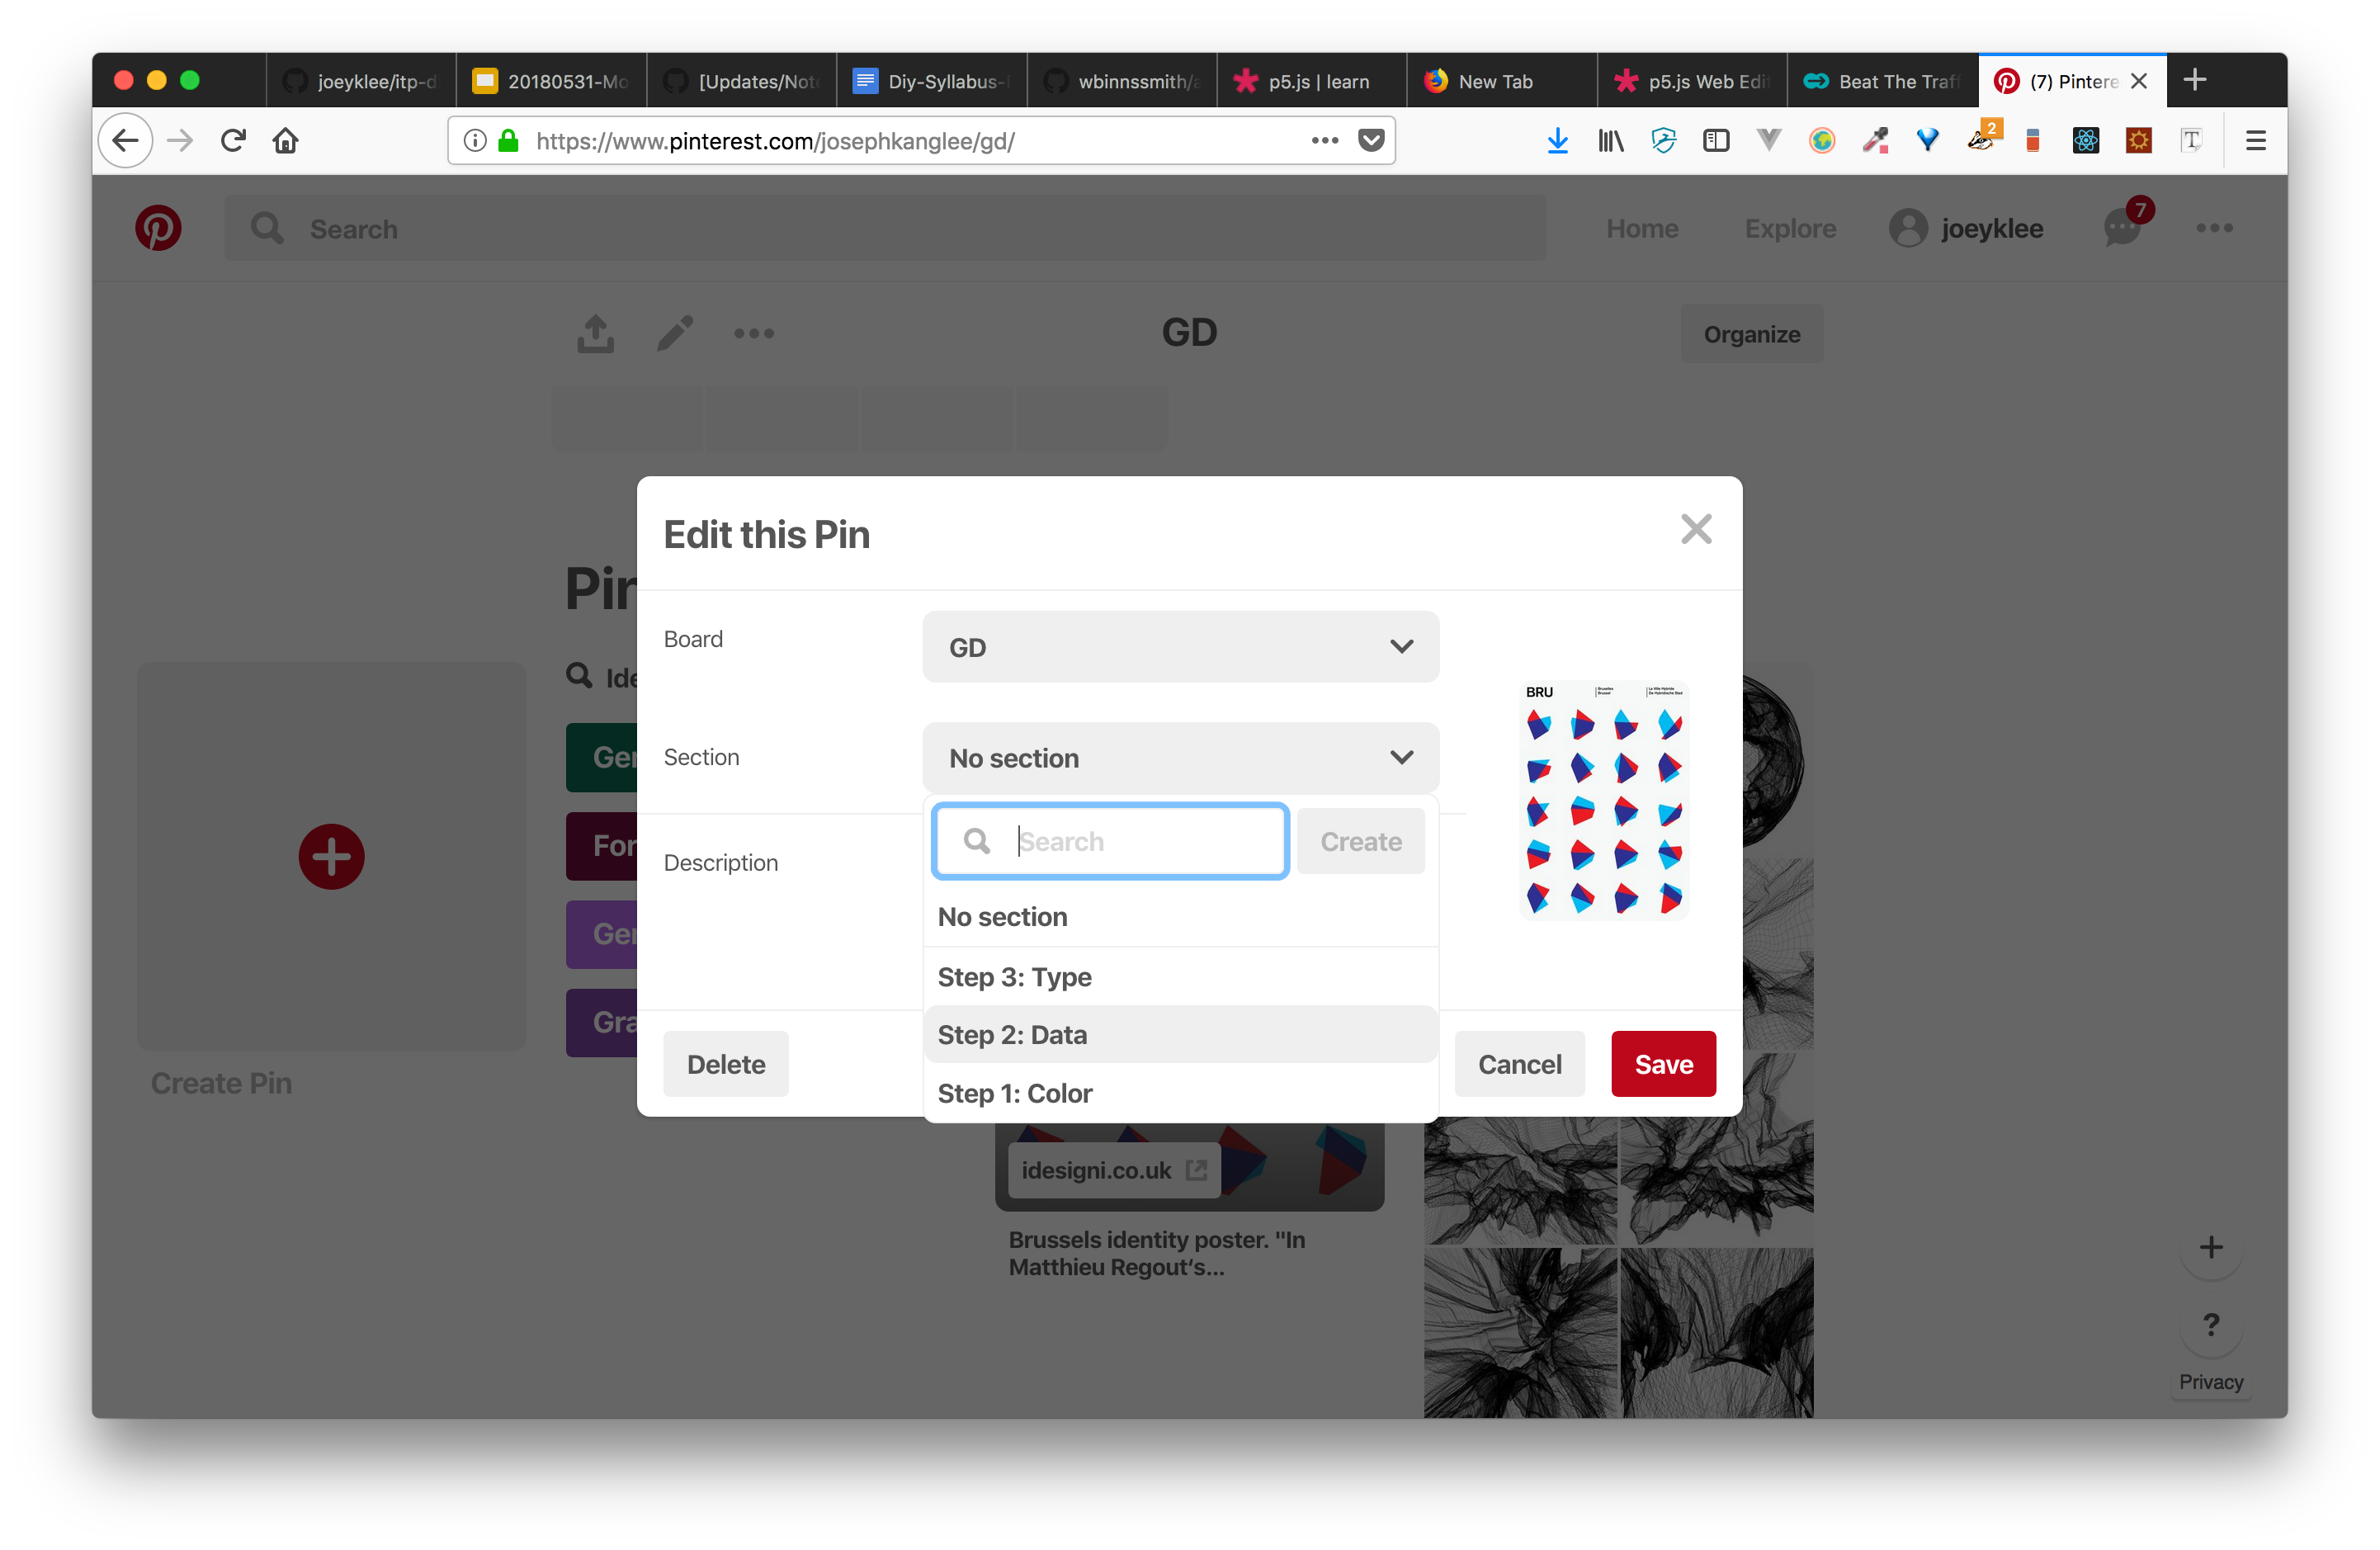 joeyklee/itp-d
20180531-Mo
[Updates/Note
Diy-Syllabus-
wbinnssmith/a
p5.js | learn
New Tab
p5.js Web Edi
Beat The Traf
(7) Pintere
https://www.pinterest.com/josephkanglee/gd/
2
Search
Home
Explore
joeyklee
7
GD
Organize
Edit this Pin
Pin
Board
GD
Ide
Section
No section
Ger
For
Search
Create
Description
BRU
No section
Ger
Step 3: Type
Gra
Step 2: Data
Delete
Cancel
Save
Step 1: Color
Create Pin
idesigni.co.uk
Brussels identity poster. "In
Matthieu Regout's...
?
Privacy